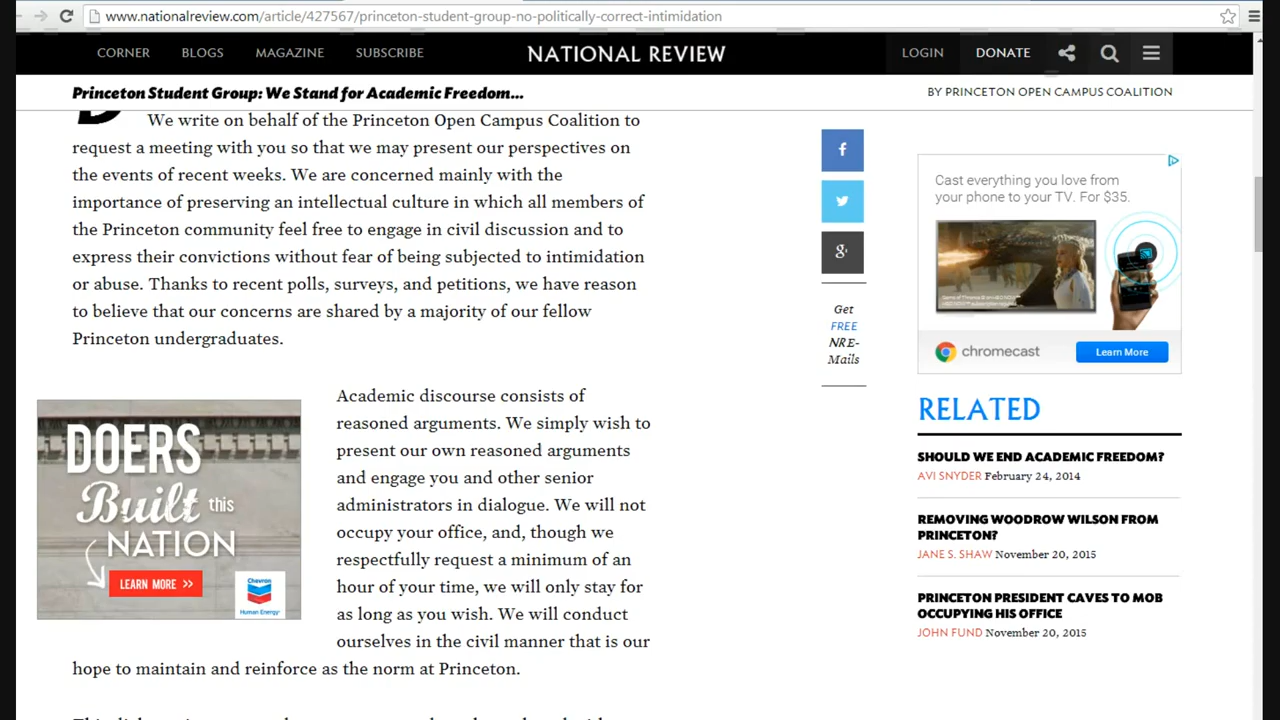 www.nationalreview.com/article/427567/princeton-student-group-no-politically-correct-intimidation
CORNER BLOGS MAGAZINE SUBSCRIBE NATIONAL REVIEW LOGIN DONATE
Princeton Student Group: We Stand for Academic Freedom...
BY PRINCETON OPEN CAMPUS COALITION
We write on behalf of the Princeton Open Campus Coalition to
request a meeting with you so that we may present our perspectives on
the events of recent weeks. We are concerned mainly with the
importance of preserving an intellectual culture in which all members of
the Princeton community feel free to engage in civil discussion and to
express their convictions without fear of being subjected to intimidation
or abuse. Thanks to recent polls, surveys, and petitions, we have reason
to believe that our concerns are shared by a majority of our fellow
Princeton undergraduates.
DOERS
Built this
NATION
LEARN MORE >>
Chevron
Human Energy
Academic discourse consists of
reasoned arguments. We simply wish to
present our own reasoned arguments
and engage you and other senior
administrators in dialogue. We will not
occupy your office, and, though we
respectfully request a minimum of an
hour of your time, we will only stay for
as long as you wish. We will conduct
ourselves in the civil manner that is our
hope to maintain and reinforce as the norm at Princeton.
Get
FREE
NRE-
Mails
Cast everything you love from
your phone to your TV. For $35.
chromecast
Learn More
RELATED
SHOULD WE END ACADEMIC FREEDOM?
AVI SNYDER February 24, 2014
REMOVING WOODROW WILSON FROM
PRINCETON?
JANE S. SHAW November 20, 2015
PRINCETON PRESIDENT CAVES TO MOB
OCCUPYING HIS OFFICE
JOHN FUND November 20, 2015